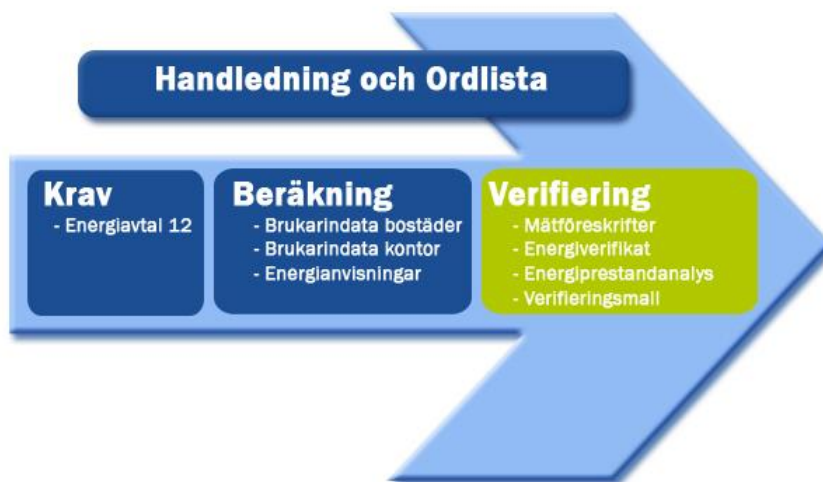 Handledning och Ordlista
Krav
- Energiavtal 12
Beräkning
- Brukarindata bostäder
- Brukarindata kontor
- Energianvisningar
Verifiering
- Mätföreskrifter
- Energiverifikat
- Energiprestandanalys
- Verifieringsmall